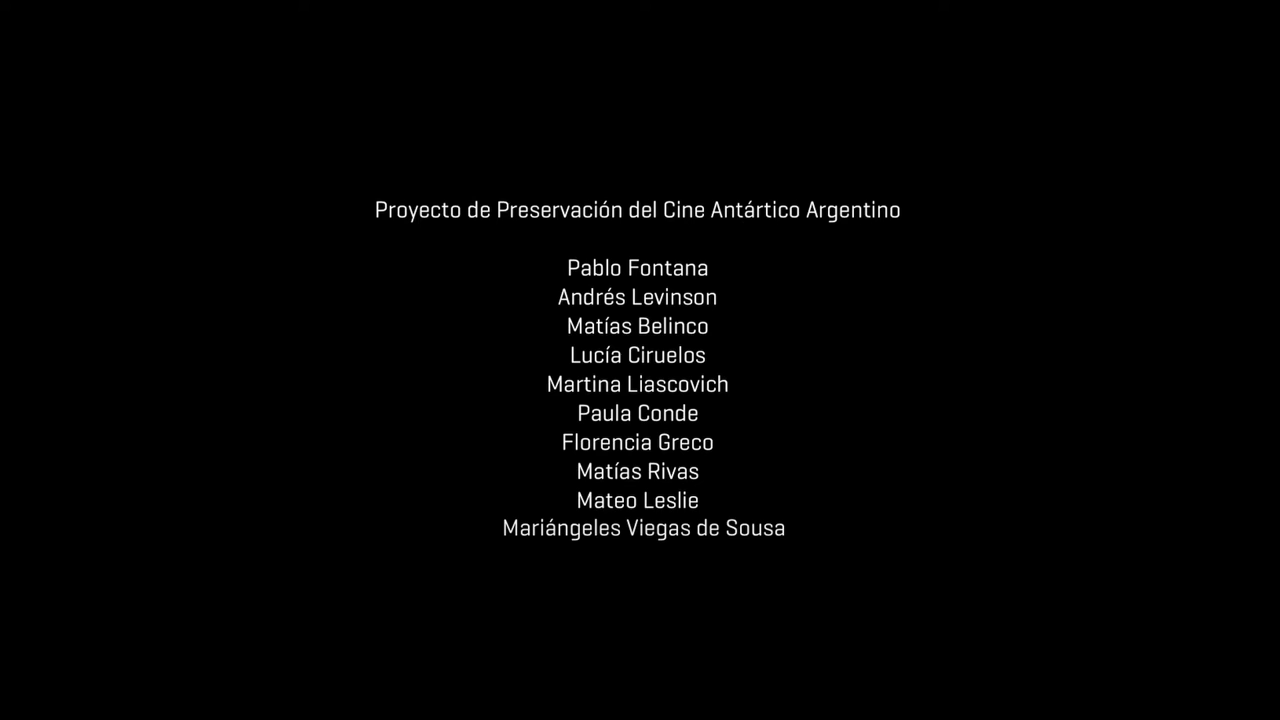 Proyecto de Preservación del Cine Antártico Argentino
Pablo Fontana
Andrés Levinson
Matías Belinco
Lucía Ciruelos
Martina Liascovich
Paula Conde
Florencia Greco
Matías Rivas
Mateo Leslie
Mariángeles Viegas de Sousa